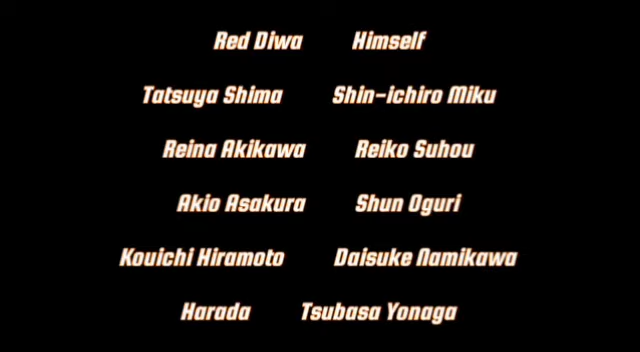 Red Diwa Himself
Tatsuya Shima Shin-ichiro Miku
Reina Akikawa Reiko Suhou
Akio Asakura Shun Oguri
Kouichi Hiramoto Daisuke Namikawa
Harada Tsubasa Yonaga